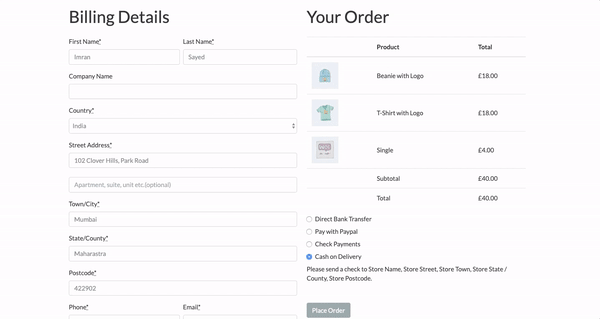 Billing Details
First Name*
Last Name*
Imran
Sayed
Company Name
Country*
India
Street Address*
102 Clover Hills, Park Road
Apartment, suite, unit etc.(optional)
Town/City*
Mumbai
State/County*
Maharastra
Postcode*
422902
Phone*
Email*
Your Order
Product
Total
Beanie with Logo
£18.00
T-Shirt with Logo
£18.00
Single
£4.00
Subtotal
£40.00
Total
£40.00
Direct Bank Transfer
Pay with Paypal
Check Payments
Cash on Delivery
Please send a check to Store Name, Store Street, Store Town, Store State /
County, Store Postcode.
Place Order